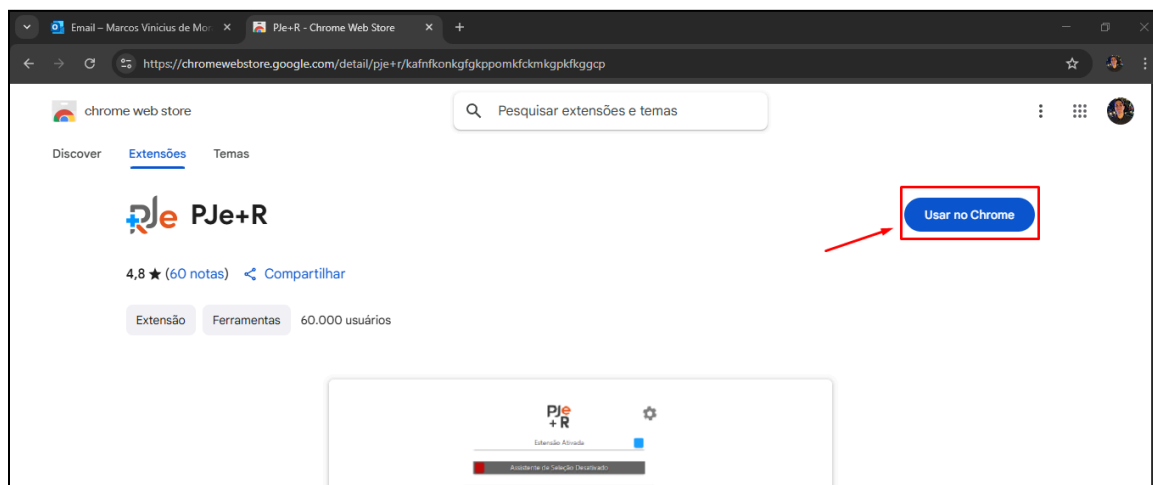 Email – Marcos Vinicius de Mor
PJe+R - Chrome Web Store
https://chromewebstore.google.com/detail/pje+r/kafnfkonkgfgkppomkfckmkgpkfkggcp
chrome web store
Pesquisar extensões e temas
Discover Extensões Temas
PJe PJe+R
Usar no Chrome
4,8 ★ (60 notas) Compartilhar
Extensão Ferramentas 60.000 usuários
PJe
+R
Extensão Ativada
Assistente de Seleção Desativado